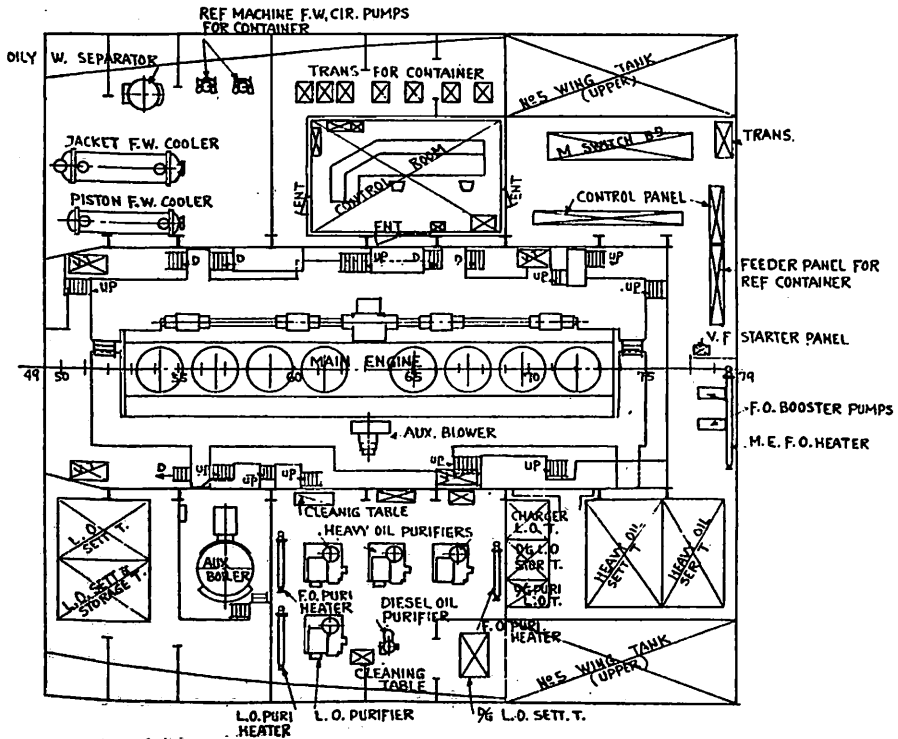 REF MACHINE F.W, CIR. PUMPS
FOR CONTAINER
OILY W. SEPARATOR
TRANS-FOR CONTAINER
No5 WING TANK
(UPPER)
JACKET F.W. COOLER
M SWITCH BD
TRANS.
CONTROL ROOM
PISTON F.W. COOLER
ENT
ENT
CONTROL PANEL
ENT
D
D
UP
D
D
UP
UP
UP
UP
FEEDER PANEL FOR
REF CONTAINER
V.F STARTER PANEL
MAIN ENGINE
49 50 55 60 65 70 75 79
F.O. BOOSTER PUMPS
AUX. BLOWER
M.E.F.O HEATER
D
UP
UP
UP
UP
UP
CLEANIG TABLE
L.O.
SETT T.
HEAVY OIL PURIFIERS
CHARGER
L.O.T.
D/G L.O
STOR T.
HEAVY OIL
SETT T
HEAVY OIL
SER T.
AUX
BOILER
L.O. SETT &
STORAGE T.
F.O PURI
HEATER
DIESEL OIL
PURIFIER
D/G PURI
L.O.T.
F.O PURI.
HEATER
CLEANING
TABLE
No5 WING TANK
(UPPER)
L.O.PURI
HEATER
L.O. PURIFIER
D/G L.O. SETT. T.